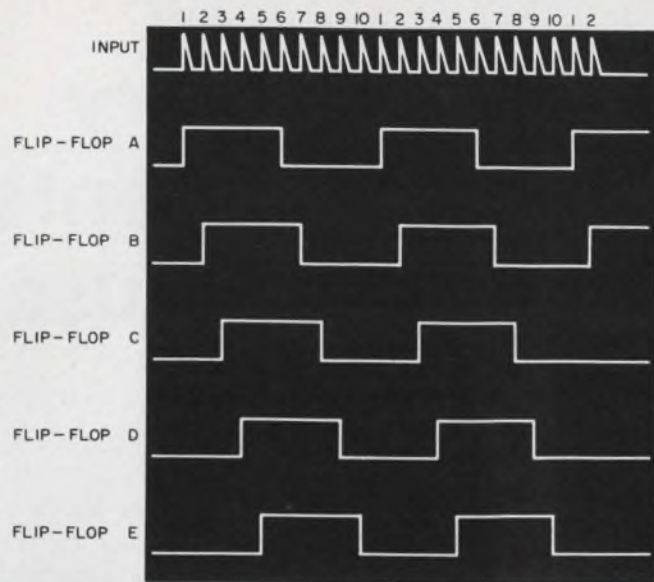 1 2 3 4 5 6 7 8 9 10 1 2 3 4 5 6 7 8 9 10 1 2
INPUT
FLIP-FLOP A
FLIP-FLOP B
FLIP-FLOP C
FLIP-FLOP D
FLIP-FLOP E